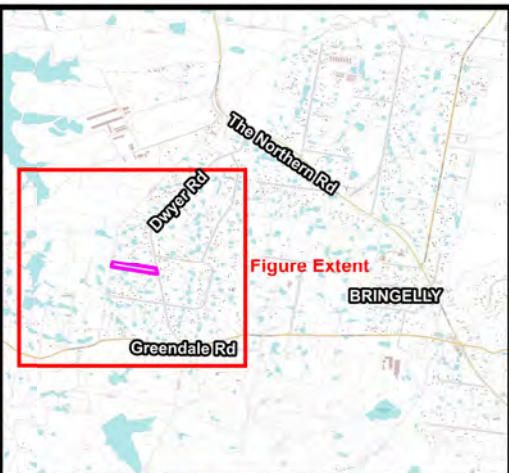 The Northern Rd
Dwyer Rd
Figure Extent
BRINGELLY
Greendale Rd